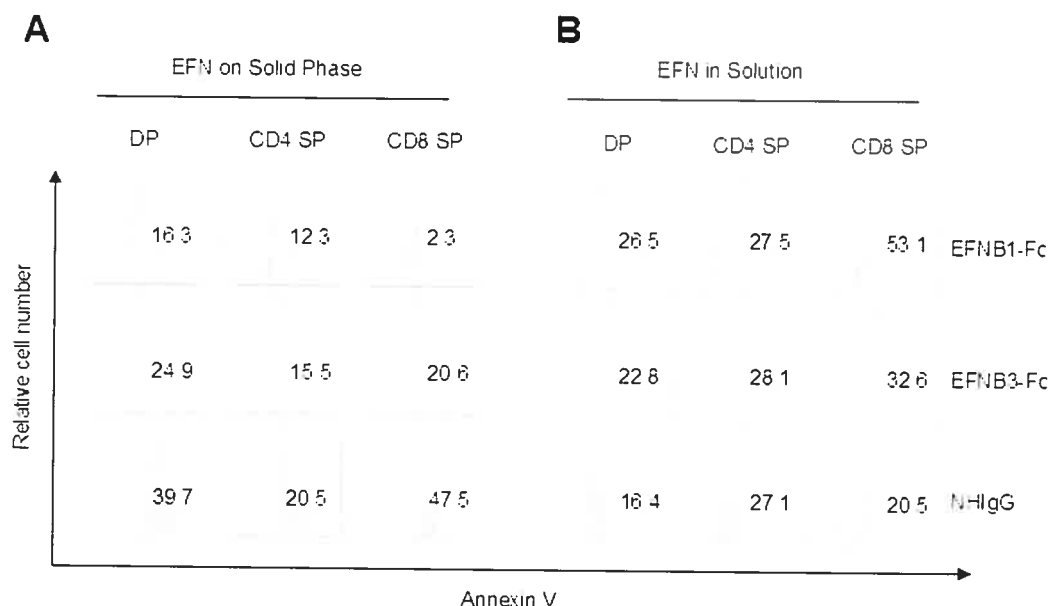 A
B
EFN on Solid Phase
EFN in Solution
DP CD4 SP CD8 SP
DP CD4 SP CD8 SP
16 3 12 3 2 3
26 5 27 5 53 1 EFNB1-Fc
24 9 15 5 20 6
22 8 28 1 32 6 EFNB3-Fc
39 7 20 5 47 5
16 4 27 1 20 5 NHIgG
Relative cell number
Annexin V